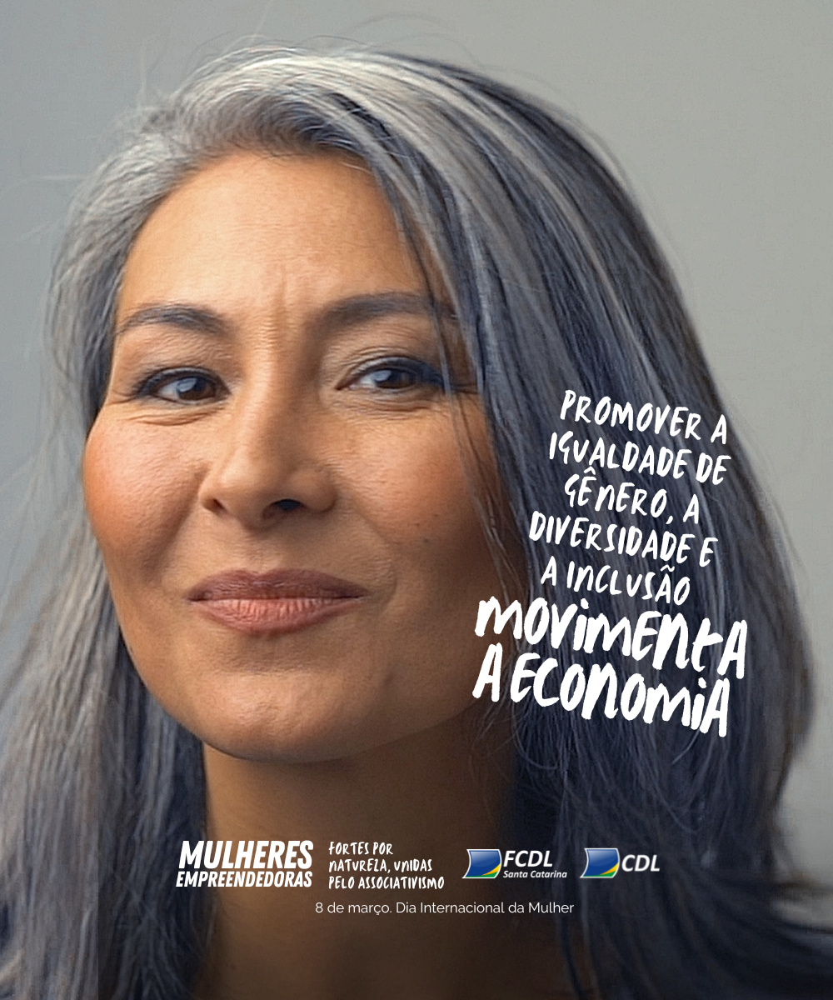 PROMOVER A
IGUALDADE DE
GÊNERO, A
DIVERSIDADE E
A INCLUSÃO
MOVIMENTA
A ECONOMIA
MULHERES
EMPREENDEDORAS
FORTES POR
NATUREZA, UNIDAS
PELO ASSOCIATIVISMO
FCDL
Santa Catarina
CDL
8 de março. Dia Internacional da Mulher